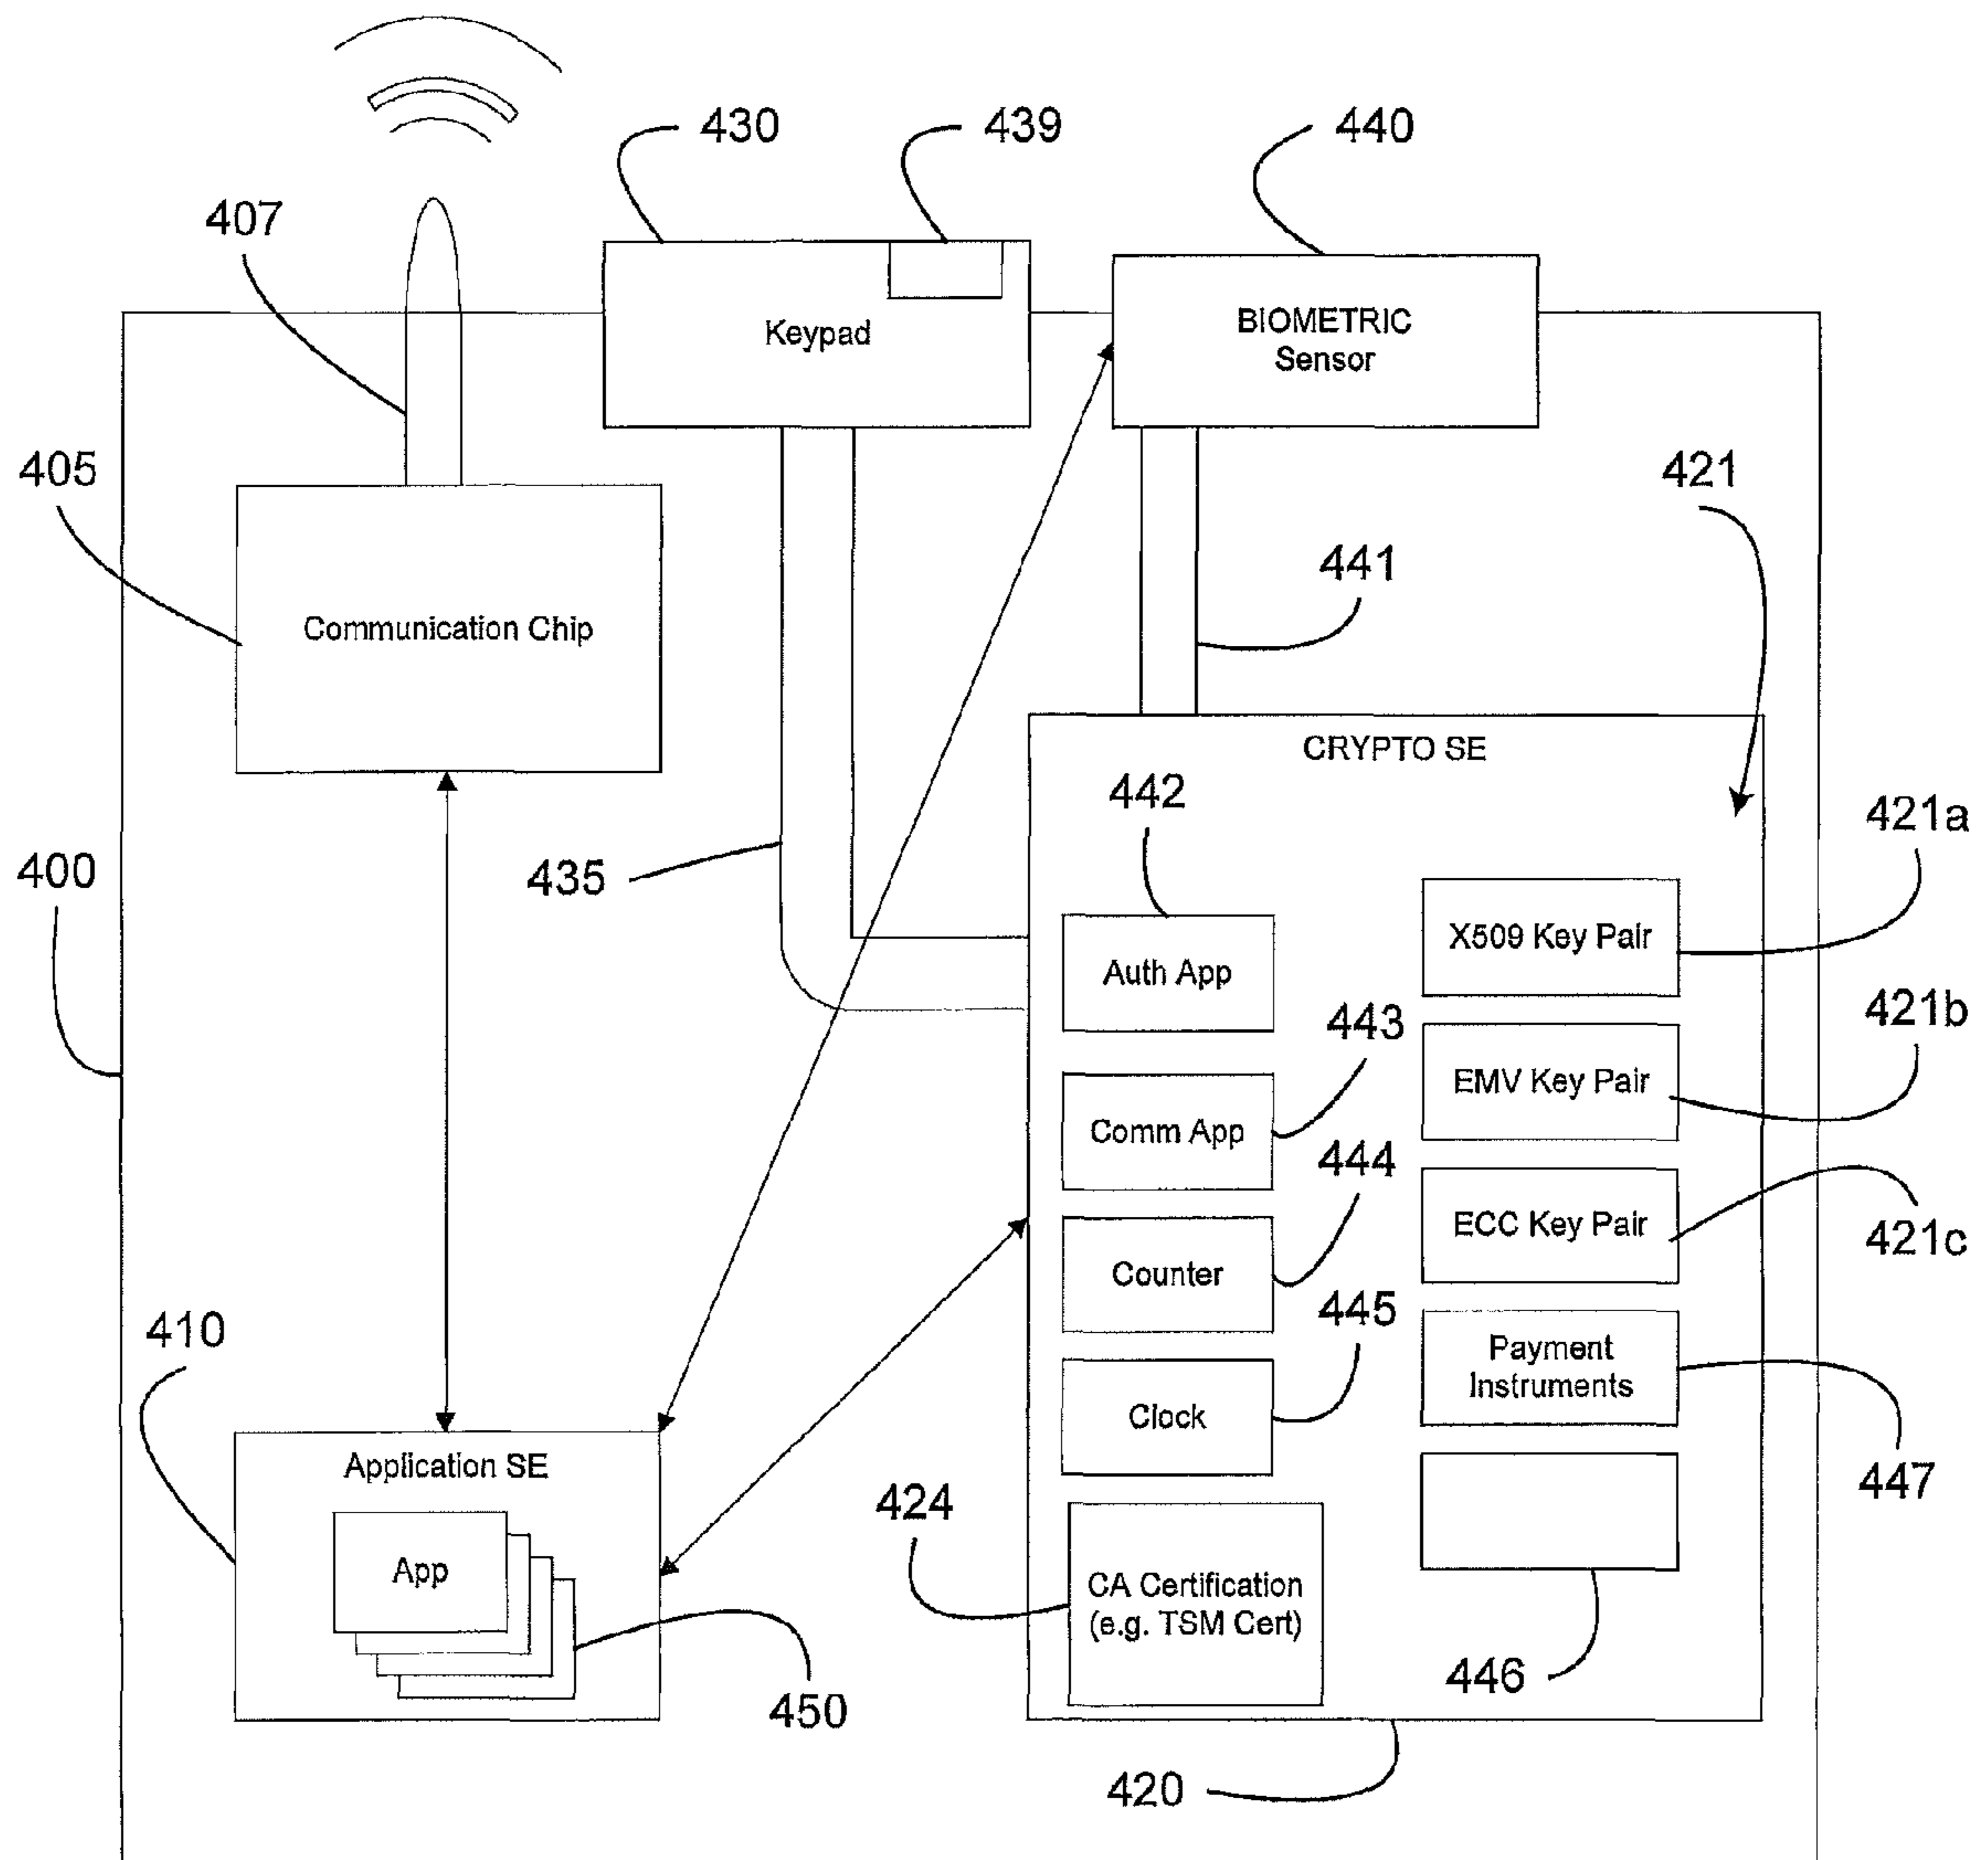 430
439
440
407
Keypad
BIOMETRIC
Sensor
405
421
441
Communication Chip
CRYPTO SE
442
421a
400
435
X509 Key Pair
Auth App
421b
443
EMV Key Pair
Comm App
444
ECC Key Pair
421c
Counter
445
410
Payment
Instruments
Clock
Application SE
447
424
App
CA Certification
(e.g. TSM Cert)
446
450
420